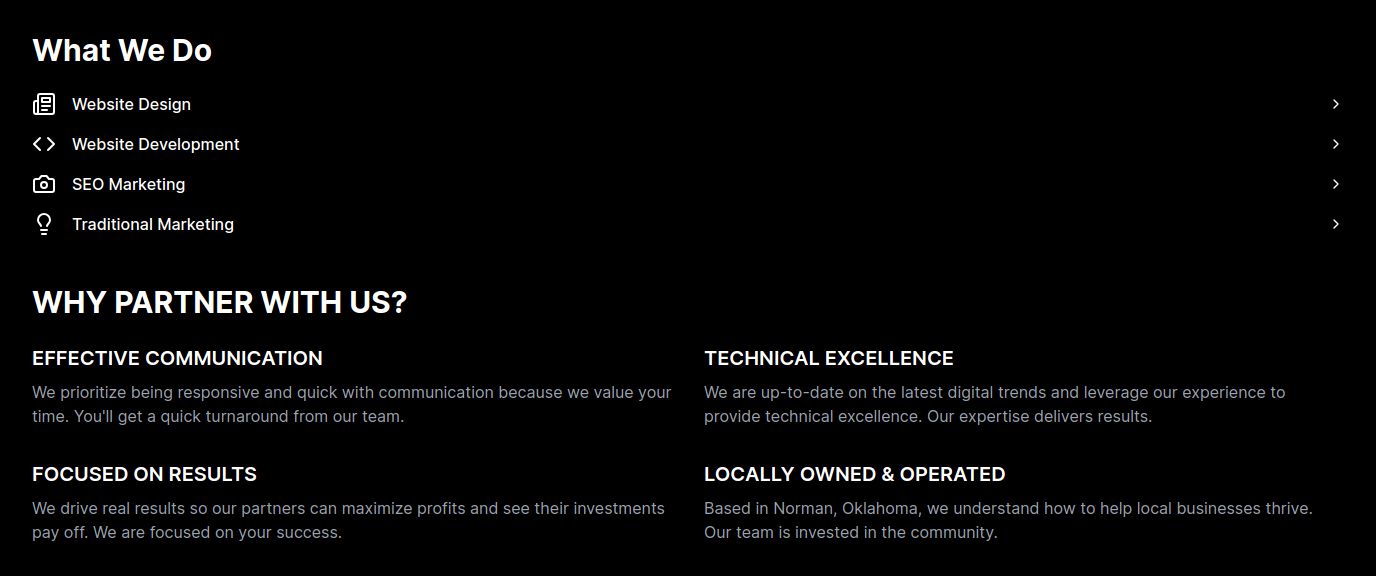 What We Do
Website Design
Website Development
SEO Marketing
Traditional Marketing
WHY PARTNER WITH US?
EFFECTIVE COMMUNICATION
We prioritize being responsive and quick with communication because we value your
time. You'll get a quick turnaround from our team.
TECHNICAL EXCELLENCE
We are up-to-date on the latest digital trends and leverage our experience to
provide technical excellence. Our expertise delivers results.
FOCUSED ON RESULTS
We drive real results so our partners can maximize profits and see their investments
pay off. We are focused on your success.
LOCALLY OWNED & OPERATED
Based in Norman, Oklahoma, we understand how to help local businesses thrive.
Our team is invested in the community.